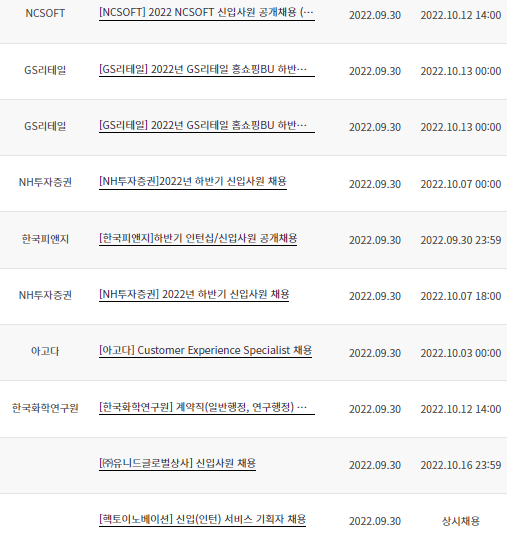 NCSOFT [NCSOFT] 2022 NCSOFT 신입사원 공개채용 (··· 2022.09.30 2022.10.12 14:00
GS리테일 [GS리테일] 2022년 GS리테일 홈쇼핑BU 하반··· 2022.09.30 2022.10.13 00:00
GS리테일 [GS리테일] 2022년 GS리테일 홈쇼핑BU 하반··· 2022.09.30 2022.10.13 00:00
NH투자증권 [NH투자증권]2022년 하반기 신입사원 채용 2022.09.30 2022.10.07 00:00
한국피앤지 [한국피앤지]하반기 인턴십/신입사원 공개채용 2022.09.30 2022.09.30 23:59
NH투자증권 [NH투자증권] 2022년 하반기 신입사원 채용 2022.09.30 2022.10.07 18:00
아고다 [아고다] Customer Experience Specialist 채용 2022.09.30 2022.10.03 00:00
한국화학연구원 [한국화학연구원] 계약직(일반행정, 연구행정) ··· 2022.09.30 2022.10.12 14:00
[㈜유니드글로벌상사] 신입사원 채용 2022.09.30 2022.10.16 23:59
[헥토이노베이션] 신입(인턴) 서비스 기획자 채용 2022.09.30 상시채용